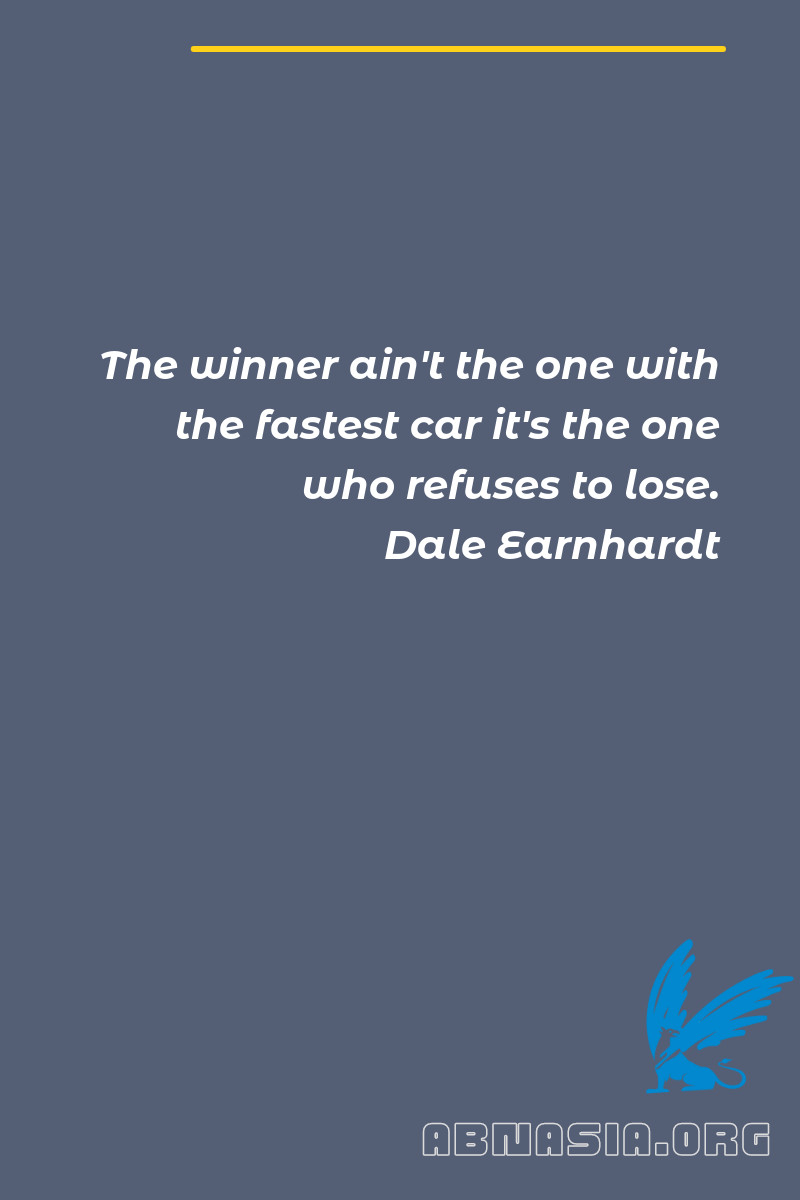 The winner ain't the one with
the fastest car it's the one
who refuses to lose.
Dale Earnhardt
ABNASIA.ORG